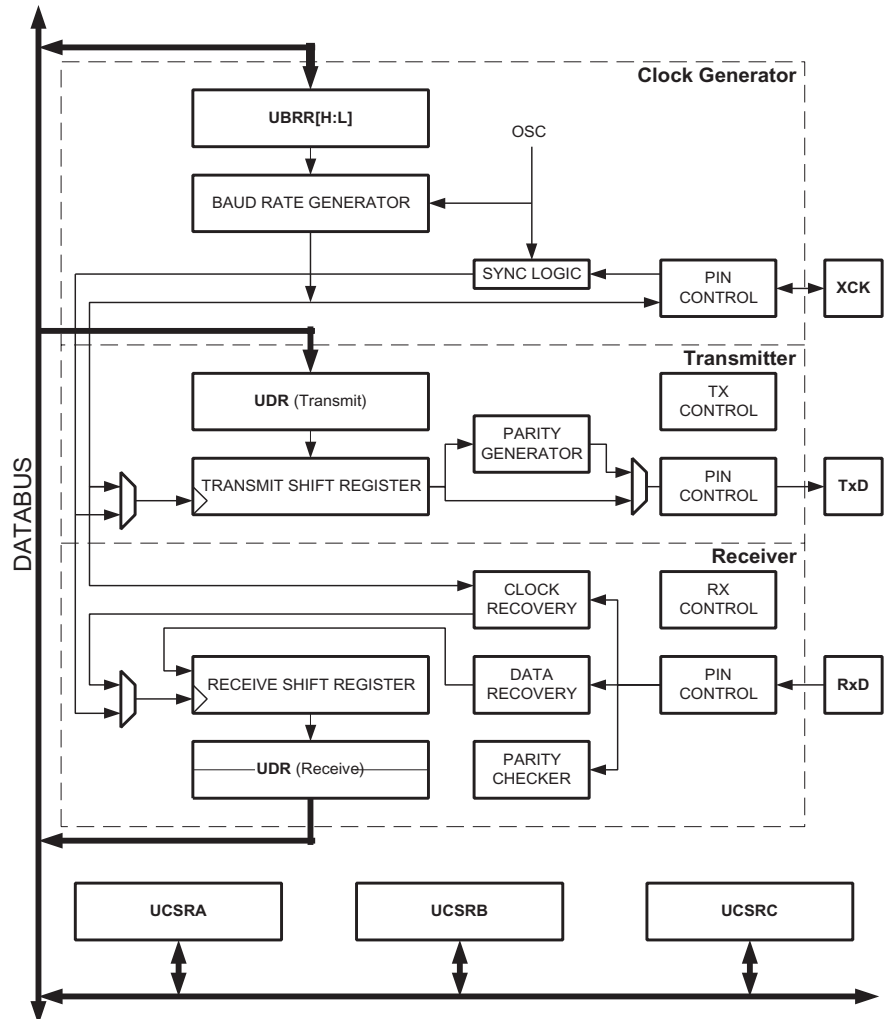 Clock Generator
UBRR[H:L]
OSC
BAUD RATE GENERATOR
SYNC LOGIC
PIN
CONTROL
XCK
DATABUS
Transmitter
UDR (Transmit)
TX
CONTROL
PARITY
GENERATOR
TRANSMIT SHIFT REGISTER
PIN
CONTROL
TxD
Receiver
CLOCK
RECOVERY
RX
CONTROL
RECEIVE SHIFT REGISTER
DATA
RECOVERY
PIN
CONTROL
RxD
UDR (Receive)
PARITY
CHECKER
UCSRA
UCSRB
UCSRC